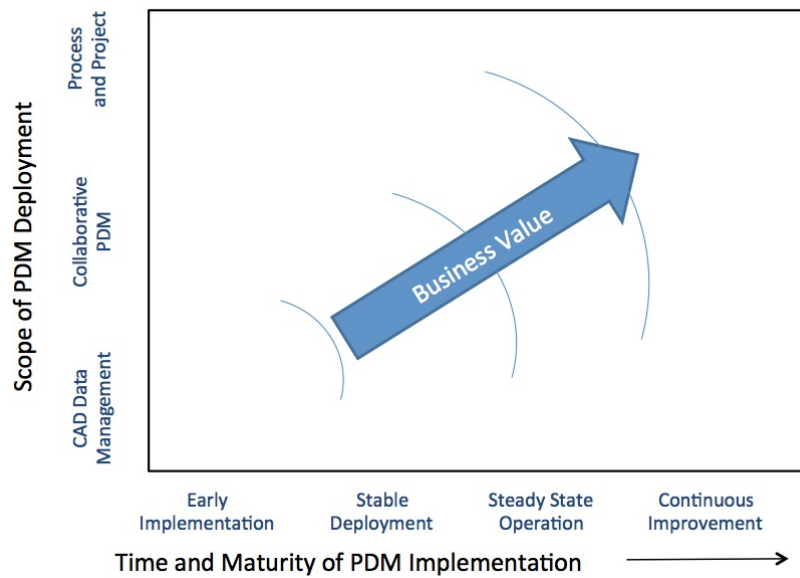 Scope of PDM Deployment
Process
and Project
Collaborative
PDM
CAD Data
Management
Business Value
Early
Implementation
Stable
Deployment
Steady State
Operation
Continuous
Improvement
Time and Maturity of PDM Implementation